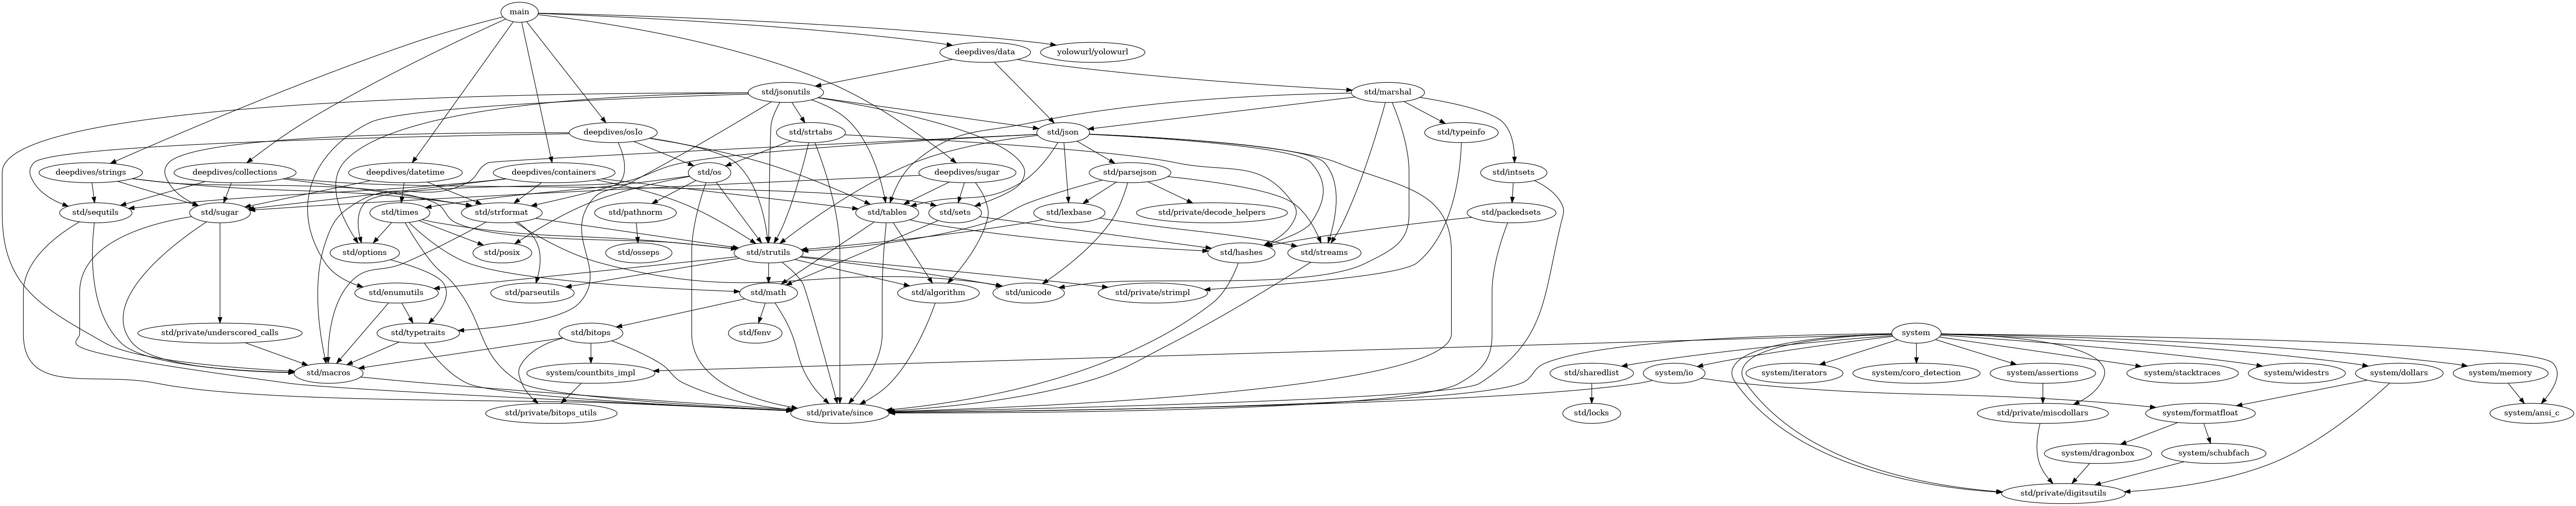 main
deepdives/data
yolowurl/yolowurl
std/jsonutils
std/marshal
deepdives/oslo
std/strtabs
std/json
std/typeinfo
deepdives/strings
deepdives/collections
deepdives/datetime
deepdives/containers
std/os
deepdives/sugar
std/parsejson
std/intsets
std/sequtils
std/sugar
std/times
std/strformat
std/pathnorm
std/tables
std/sets
std/lexbase
std/private/decode_helpers
std/packedsets
std/options
std/posix
std/osseps
std/strutils
std/hashes
std/streams
std/enumutils
std/parseutils
std/math
std/algorithm
std/unicode
std/private/strimpl
std/private/underscored_calls
std/typetraits
std/bitops
std/fenv
system
std/macros
system/countbits_impl
std/sharedlist
system/io
system/iterators
system/coro_detection
system/assertions
system/stacktraces
system/widestrs
system/dollars
system/memory
std/private/bitops_utils
std/private/since
std/locks
std/private/miscdollars
system/formatfloat
system/ansi_c
system/dragonbox
system/schubfach
std/private/digitsutils